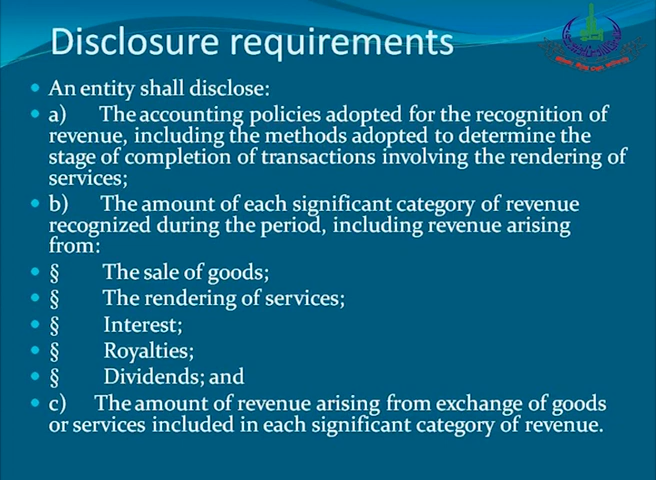 Disclosure requirements
• An entity shall disclose:
• a) The accounting policies adopted for the recognition of
revenue, including the methods adopted to determine the
stage of completion of transactions involving the rendering of
services;
• b) The amount of each significant category of revenue
recognized during the period, including revenue arising
from:
• § The sale of goods;
• § The rendering of services;
• § Interest;
• § Royalties;
• § Dividends; and
• c) The amount of revenue arising from exchange of goods
or services included in each significant category of revenue.